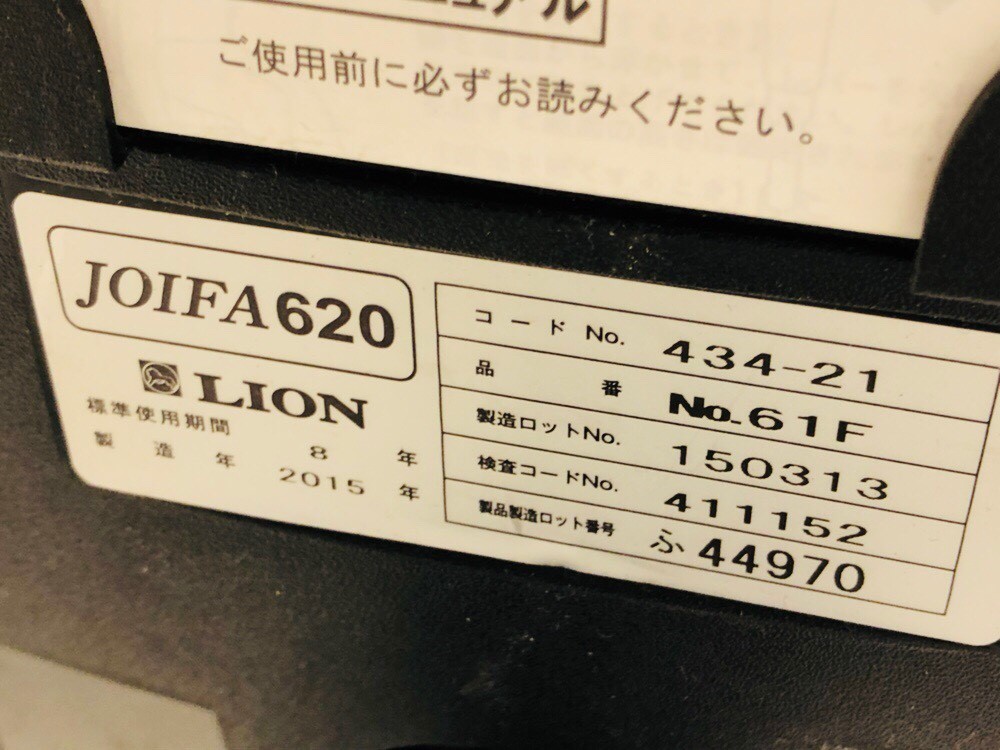 ュアル
ご使用前に必ずお読みください。
JOIFA620
LION
標準使用期間 8 年
製造年 2015 年
コードNo. 434-21
品番 No.61F
製造ロットNo. 150313
検査コードNo. 411152
製品製造ロット番号 ふ44970